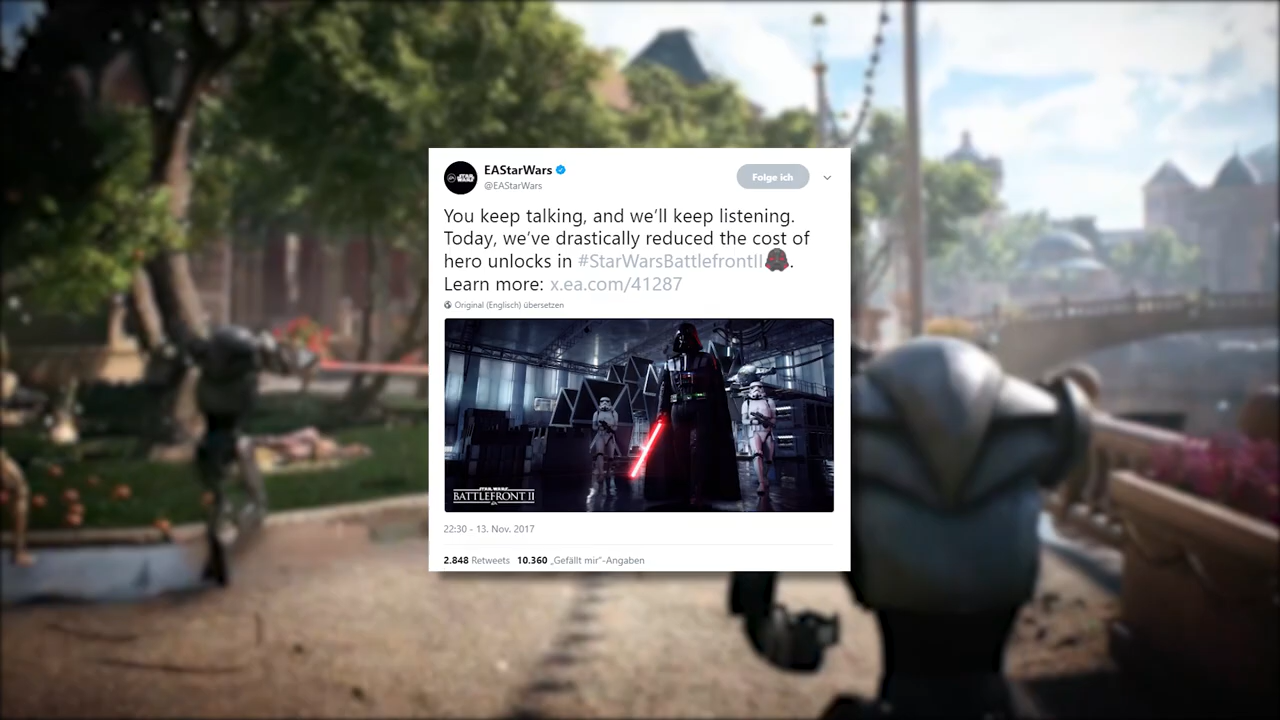 EAStarWars
@EAStarWars
Folge ich
You keep talking, and we'll keep listening.
Today, we've drastically reduced the cost of
hero unlocks in #StarWarsBattlefrontII.
Learn more: x.ea.com/41287
Original (Englisch) übersetzen
STAR WARS
BATTLEFRONT II
22:30 - 13. Nov. 2017
2.848 Retweets 10.360 „Gefällt mir“-Angaben